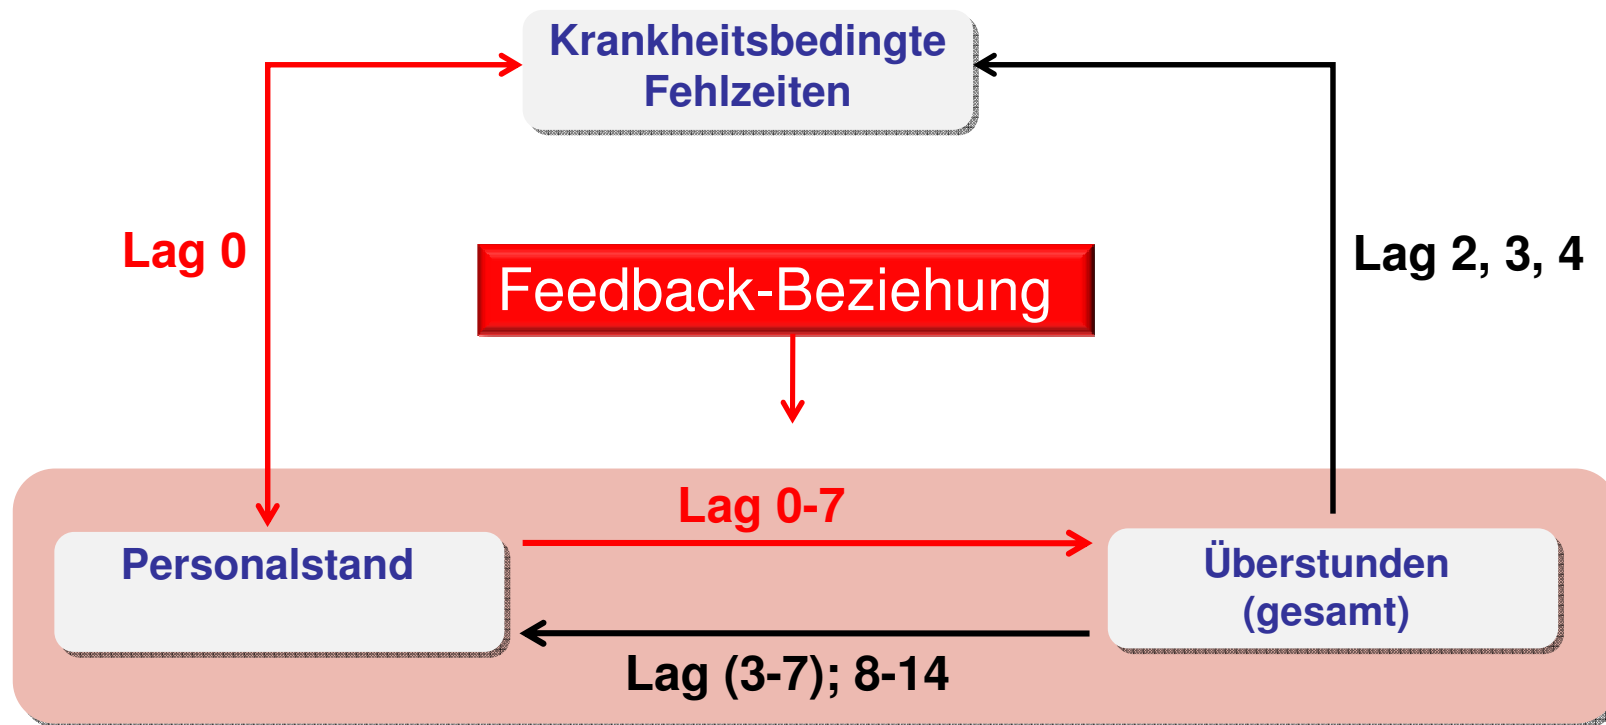 Krankheitsbedingte
Fehlzeiten
Lag 0
Lag 2, 3, 4
Feedback-Beziehung
Lag 0-7
Personalstand
Überstunden
(gesamt)
Lag (3-7); 8-14